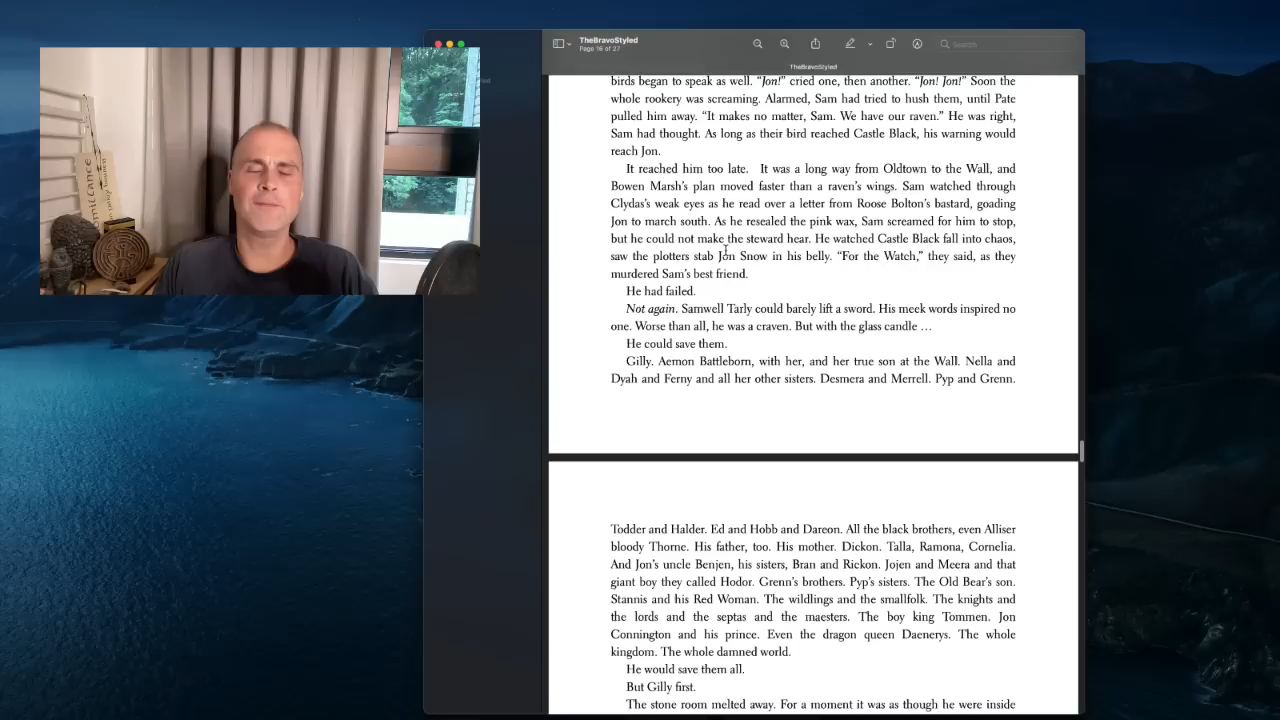 TheBravoStyled
Page 16 of 27
Search
TheBravoStyled
birds began to speak as well. “Jon!” cried one, then another. “Jon! Jon!” Soon the
whole rookery was screaming. Alarmed, Sam had tried to hush them, until Pate
pulled him away. “It makes no matter, Sam. We have our raven.” He was right,
Sam had thought. As long as their bird reached Castle Black, his warning would
reach Jon.
It reached him too late. It was a long way from Oldtown to the Wall, and
Bowen Marsh’s plan moved faster than a raven’s wings. Sam watched through
Clydas’s weak eyes as he read over a letter from Roose Bolton’s bastard, goading
Jon to march south. As he resealed the pink wax, Sam screamed for him to stop,
but he could not make the steward hear. He watched Castle Black fall into chaos,
saw the plotters stab Jon Snow in his belly. “For the Watch,” they said, as they
murdered Sam’s best friend.
He had failed.
Not again. Samwell Tarly could barely lift a sword. His meek words inspired no
one. Worse than all, he was a craven. But with the glass candle …
He could save them.
Gilly. Aemon Battleborn, with her, and her true son at the Wall. Nella and
Dyah and Ferny and all her other sisters. Desmera and Merrell. Pyp and Grenn.
Todder and Halder. Ed and Hobb and Dareon. All the black brothers, even Alliser
bloody Thorne. His father, too. His mother. Dickon. Talla, Ramona, Cornelia.
And Jon’s uncle Benjen, his sisters, Bran and Rickon. Jojen and Meera and that
giant boy they called Hodor. Grenn’s brothers. Pyp’s sisters. The Old Bear’s son.
Stannis and his Red Woman. The wildlings and the smallfolk. The knights and
the lords and the septas and the maesters. The boy king Tommen. Jon
Connington and his prince. Even the dragon queen Daenerys. The whole
kingdom. The whole damned world.
He would save them all.
But Gilly first.
The stone room melted away. For a moment it was as though he were inside